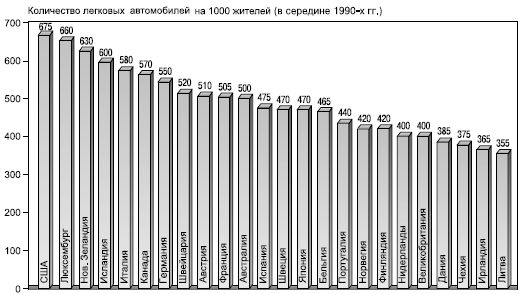 Количество легковых автомобилей на 1000 жителей (в середине 1990-х гг,)
700
600
500
400
300
200
100
0
675
660
630
600
580
570
550
520
510
505
500
475
470
470
465
440
420
420
400
400
385
375
365
355
США
Люксембург
Нов. Зеландия
Исландия
Италия
Канада
Германия
Швейцария
Австрия
Франция
Австралия
Испания
Швеция
Япония
Бельгия
Португалия
Норвегия
Финляндия
Нидерланды
Великобритания
Дания
Чехия
Ирландия
Литва